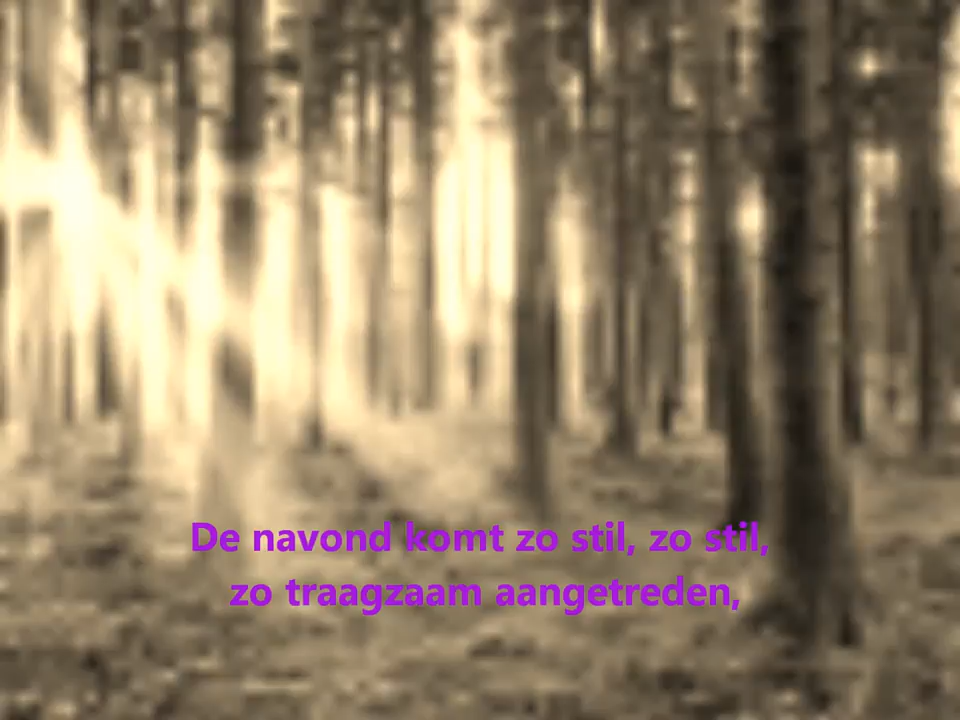 De navond komt zo stil, zo stil,
zo traagzaam aangetreden,